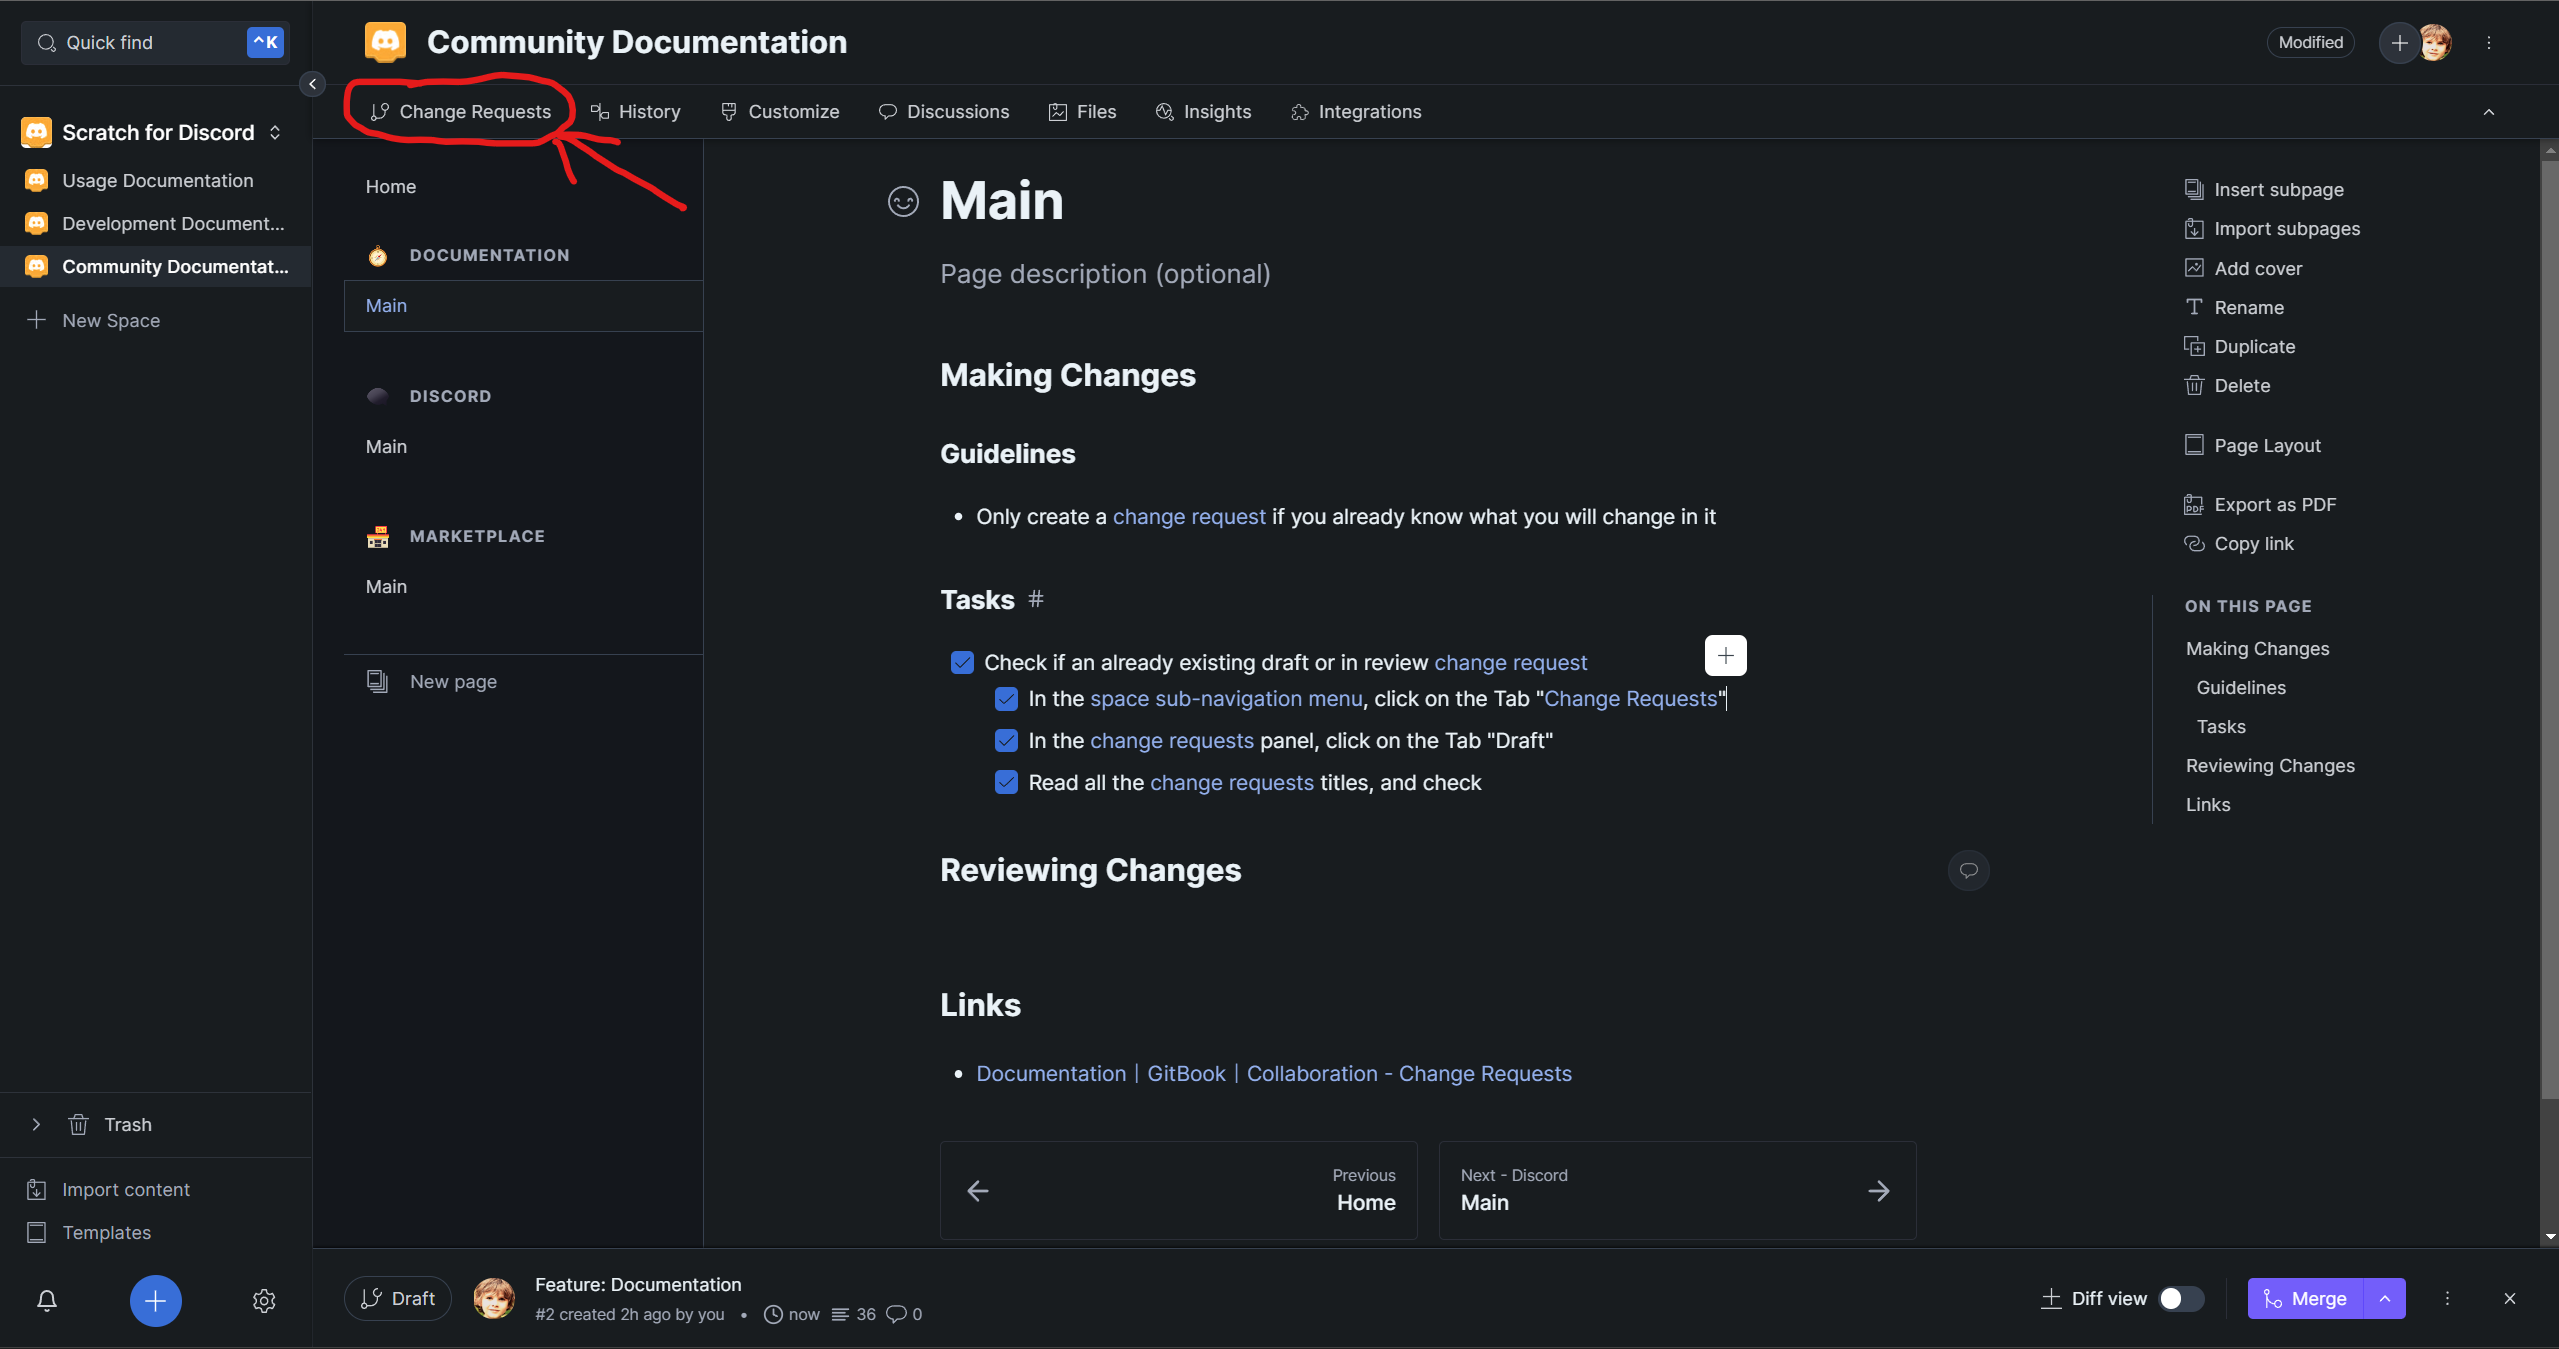 Quick find
^K
Scratch for Discord
Usage Documentation
Development Document...
Community Documentat...
New Space
Trash
Import content
Templates
Community Documentation
Modified
Change Requests
History
Customize
Discussions
Files
Insights
Integrations
Home
DOCUMENTATION
Main
DISCORD
Main
MARKETPLACE
Main
New page
Main
Page description (optional)
Making Changes
Guidelines
• Only create a change request if you already know what you will change in it
Tasks #
Check if an already existing draft or in review change request
In the space sub-navigation menu, click on the Tab "Change Requests"
In the change requests panel, click on the Tab "Draft"
Read all the change requests titles, and check
Reviewing Changes
Links
• Documentation | GitBook | Collaboration - Change Requests
Previous
Home
Next - Discord
Main
Insert subpage
Import subpages
Add cover
Rename
Duplicate
Delete
Page Layout
Export as PDF
Copy link
ON THIS PAGE
Making Changes
Guidelines
Tasks
Reviewing Changes
Links
Draft
Feature: Documentation
#2 created 2h ago by you • now 36 0
Diff view
Merge